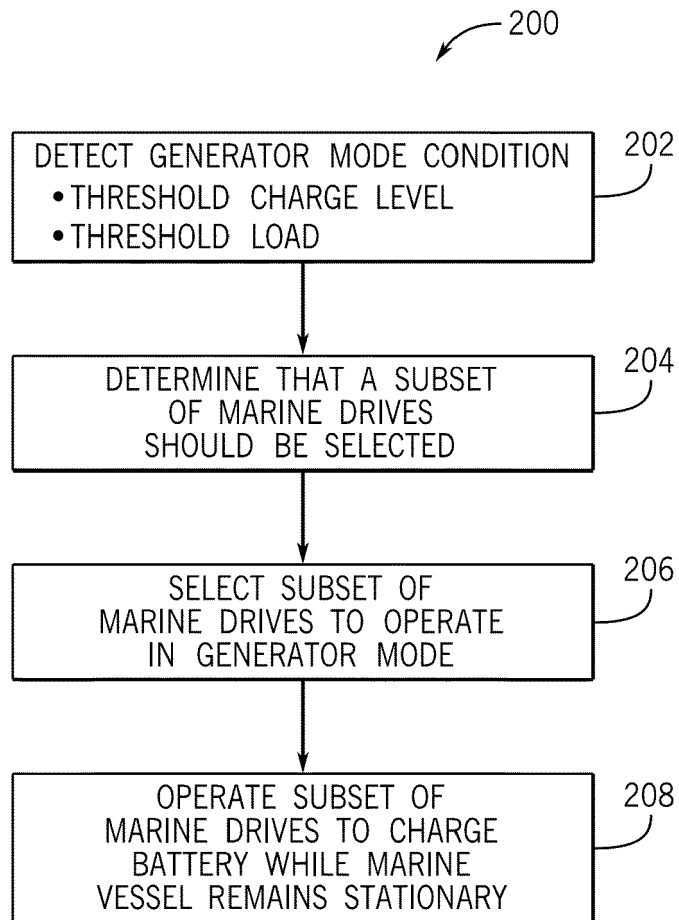 200
DETECT GENERATOR MODE CONDITION
• THRESHOLD CHARGE LEVEL
• THRESHOLD LOAD
202
DETERMINE THAT A SUBSET
OF MARINE DRIVES
SHOULD BE SELECTED
204
SELECT SUBSET OF
MARINE DRIVES TO OPERATE
IN GENERATOR MODE
206
OPERATE SUBSET OF
MARINE DRIVES TO CHARGE
BATTERY WHILE MARINE
VESSEL REMAINS STATIONARY
208